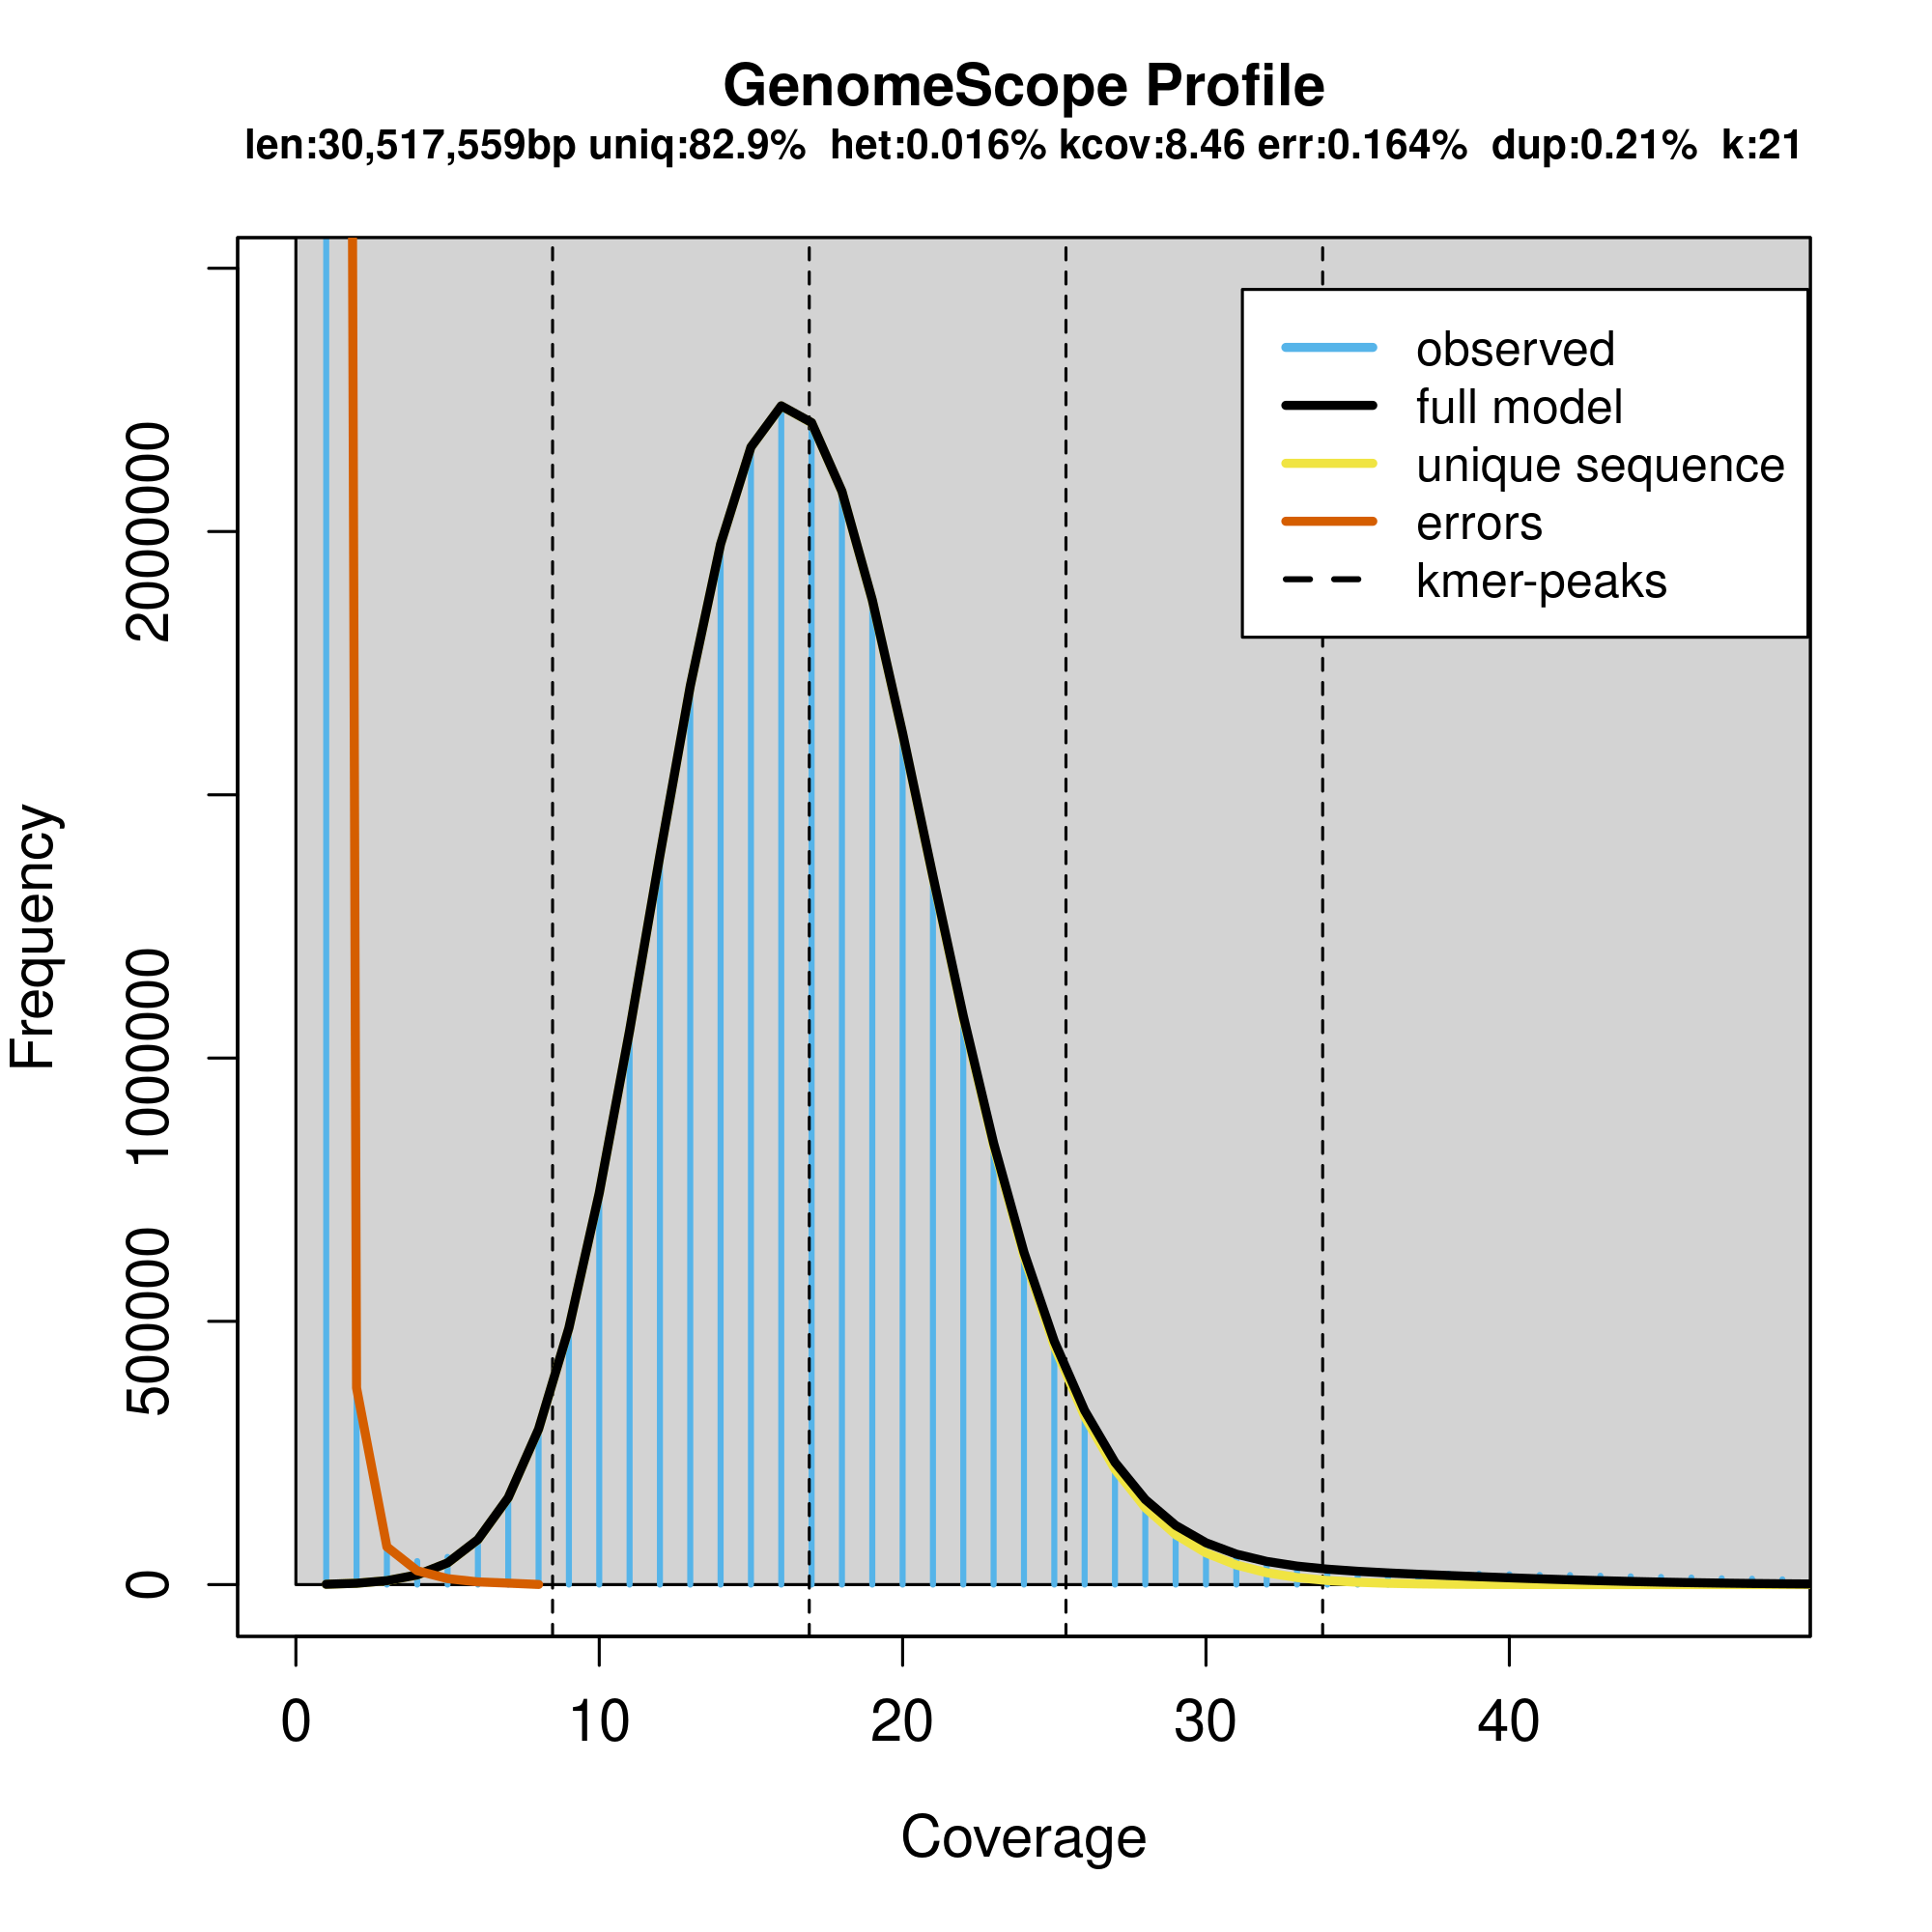 GenomeScope Profile
len:30,517,559bp uniq:82.9% het:0.016% kcov:8.46 err:0.164% dup:0.21% k:21
observed
full model
unique sequence
errors
kmer-peaks
Frequency
2000000
1000000
500000
0
0 10 20 30 40
Coverage